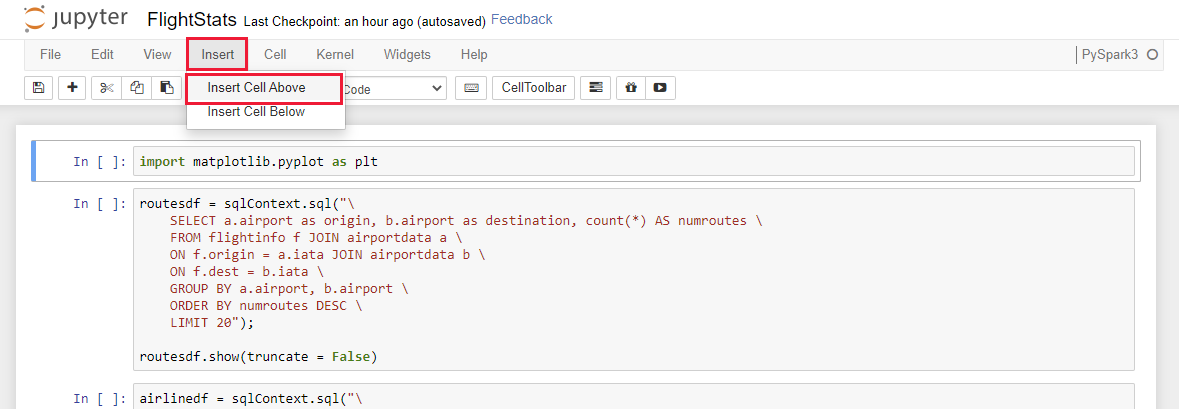 jupyter FlightStats Last Checkpoint: an hour ago (autosaved) Feedback
File Edit View Insert Cell Kernel Widgets Help PySpark3
Insert Cell Above
Code CellToolbar
Insert Cell Below
In [ ]: import matplotlib.pyplot as plt
In [ ]: routesdf = sqlContext.sql("\
SELECT a.airport as origin, b.airport as destination, count(*) AS numroutes \
FROM flightinfo f JOIN airportdata a \
ON f.origin = a.iata JOIN airportdata b \
ON f.dest = b.iata \
GROUP BY a.airport, b.airport \
ORDER BY numroutes DESC \
LIMIT 20");
routesdf.show(truncate = False)
In [ ]: airlinedf = sqlContext.sql("\